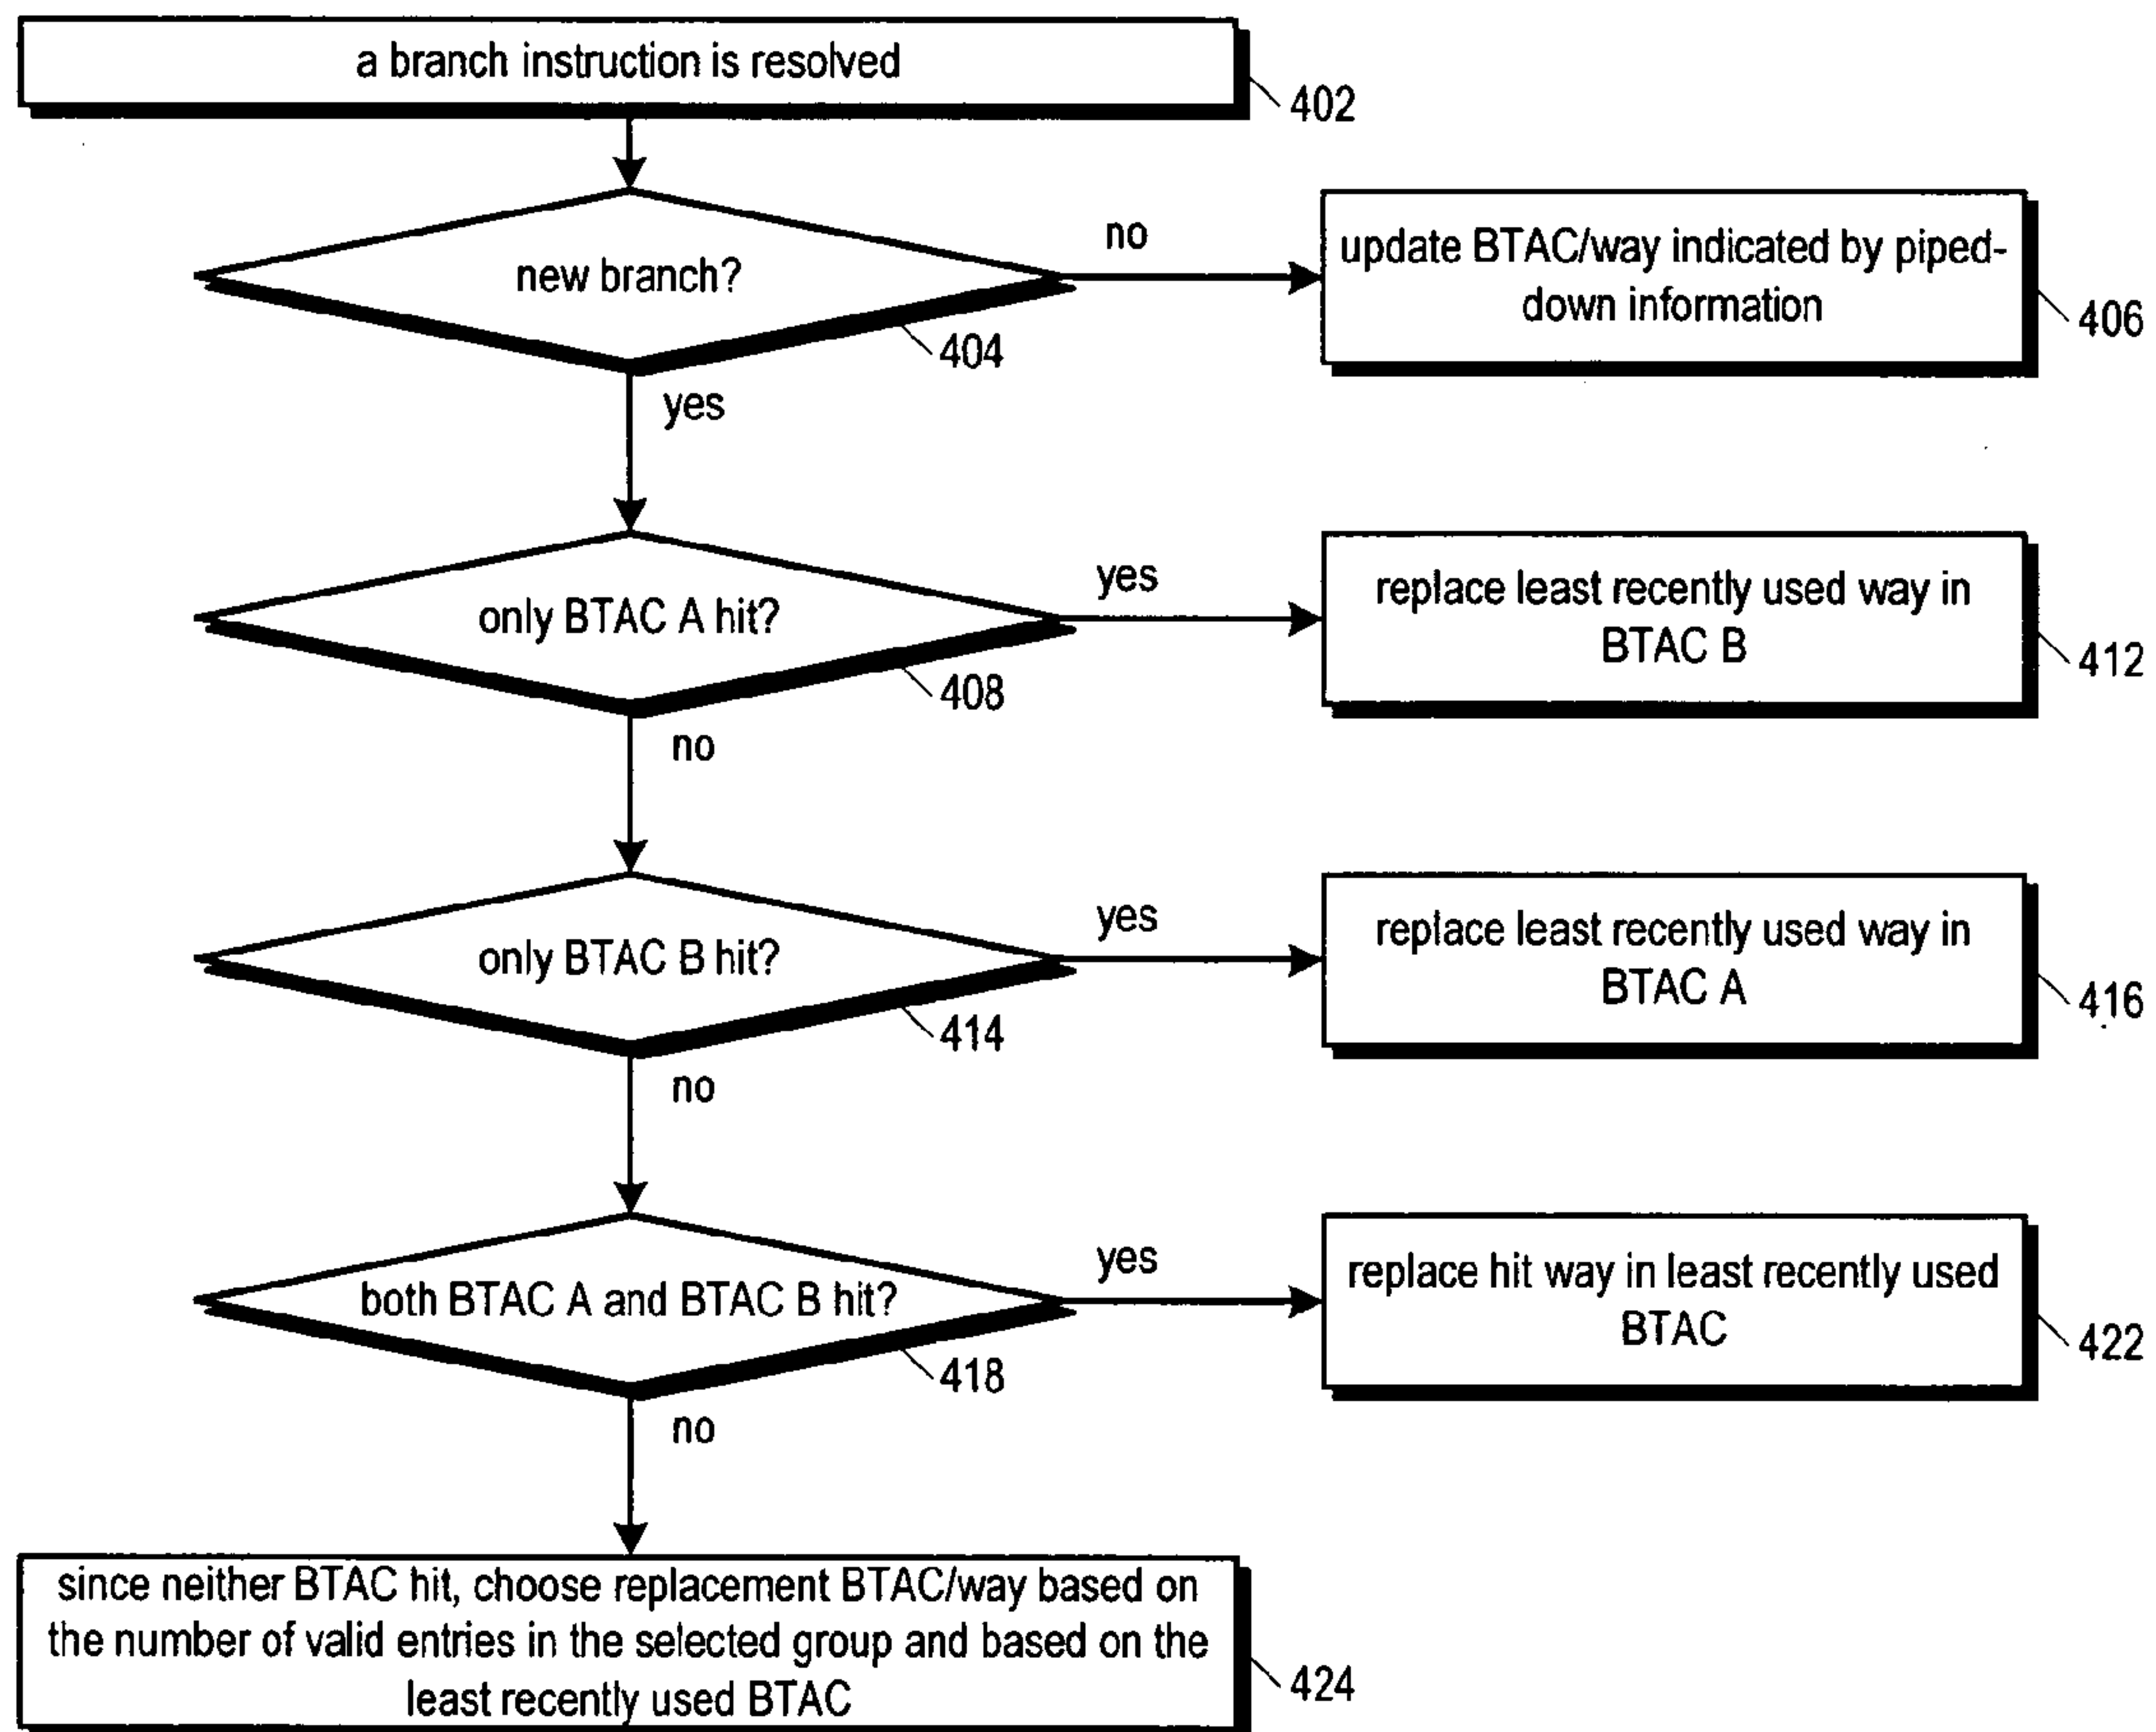 a branch instruction is resolved
402
new branch?
no
update BTAC/way indicated by piped-
down information
406
404
yes
only BTAC A hit?
yes
replace least recently used way in
BTAC B
412
408
no
only BTAC B hit?
yes
replace least recently used way in
BTAC A
416
414
no
both BTAC A and BTAC B hit?
yes
replace hit way in least recently used
BTAC
422
418
no
since neither BTAC hit, choose replacement BTAC/way based on
the number of valid entries in the selected group and based on the
least recently used BTAC
424